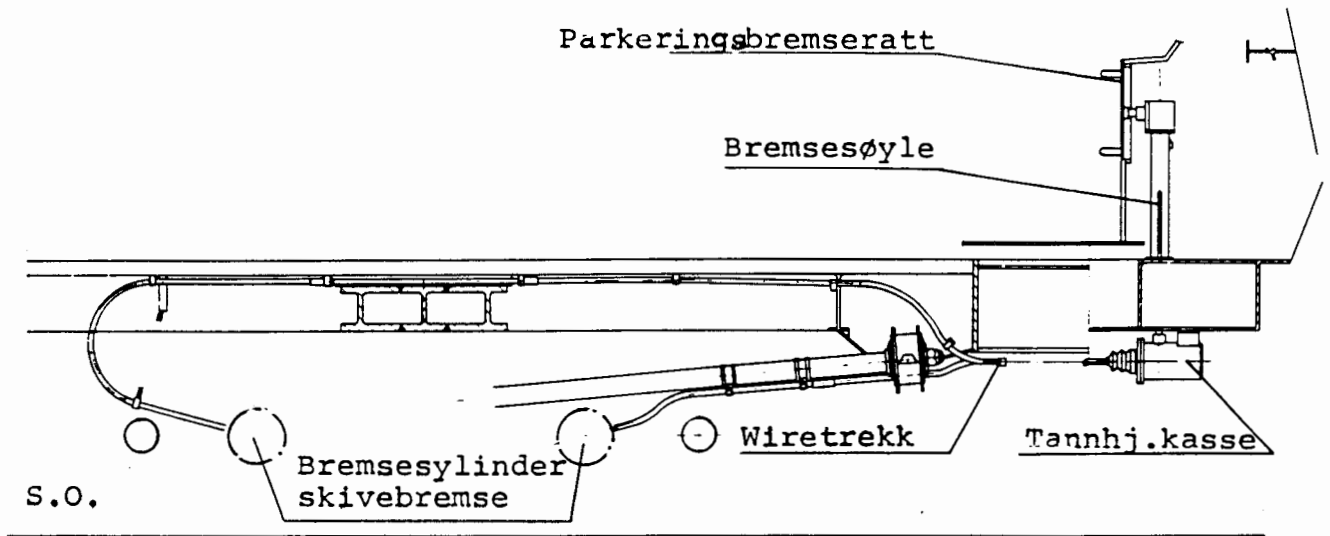 Parkeringsbremseratt
Bremsesøyle
Wiretrekk
Tannhj.kasse
Bremsesylinder
skivebremse
S.O.